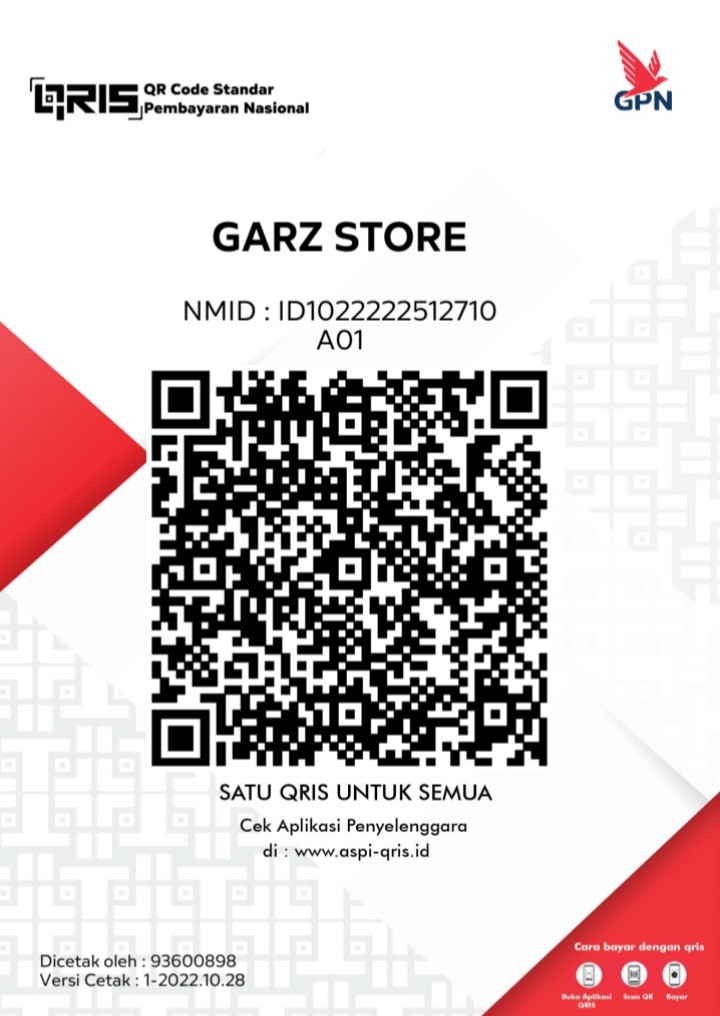 QRIS QR Code Standar
Pembayaran Nasional
GPN
GARZ STORE
NMID : ID1022222512710
A01
SATU QRIS UNTUK SEMUA
Cek Aplikasi Penyelenggara
di : www.aspi-qris.id
Dicetak oleh : 93600898
Versi Cetak : 1-2022.10.28
Cara bayar dengan qris
Buka Aplikasi
QRIS
Scan QR
Bayar